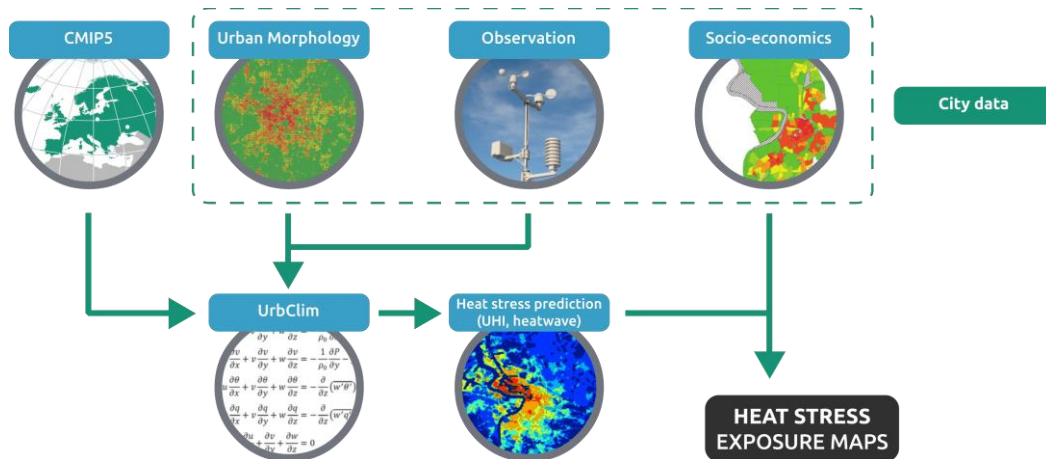 CMIP5
Urban Morphology
Observation
Socio-economics
City data
UrbClim
Heat stress prediction
(UHI, heatwave)
HEAT STRESS
EXPOSURE MAPS